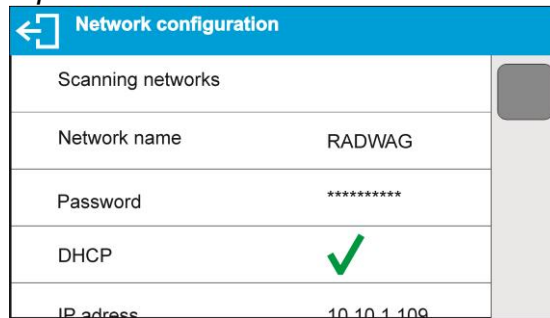 Network configuration
Scanning networks
Network name RADWAG
Password **********
DHCP
IP adress 10.10.1.109